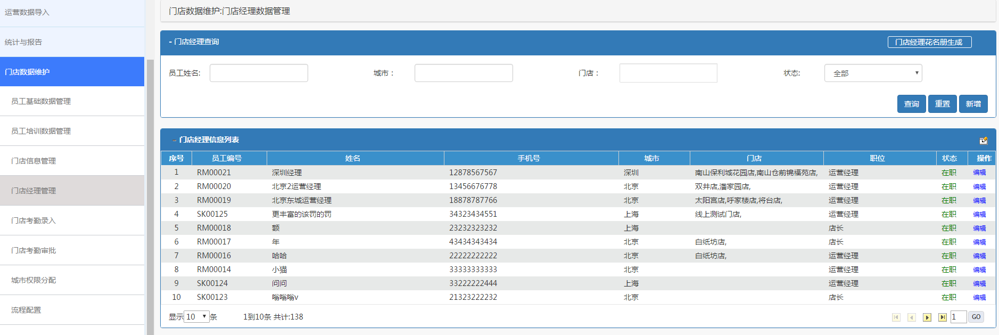 运营数据导入
统计与报告
门店数据维护
员工基础数据管理
员工培训数据管理
门店信息管理
门店经理管理
门店考勤录入
门店考勤审批
城市权限分配
流程配置
门店数据维护:门店经理数据管理
- 门店经理查询
门店经理花名册生成
员工姓名: 城市： 门店： 状态: 全部
查询 重置 新增
门店经理信息列表
序号 员工编号 姓名 手机号 城市 门店 职位 状态 操作
1 RM00021 深圳经理 12878567567 深圳 南山保利城花园店,南山仓前锦福苑店, 运营经理 在职 编辑
2 RM00020 北京2运营经理 13456676778 北京 双井店,潘家园店, 运营经理 在职 编辑
3 RM00019 北京东城运营经理 18878787766 北京 太阳宫店,呼家楼店,将台店, 运营经理 在职 编辑
4 SK00125 更丰富的该罚的罚 34323434551 上海 线上测试门店, 运营经理 在职 编辑
5 RM00018 额 23232323232 上海 店长 在职 编辑
6 RM00017 年 43434343434 北京 白纸坊店, 店长 在职 编辑
7 RM00016 哈哈 22222222222 北京 白纸坊店, 运营经理 在职 编辑
8 RM00014 小猫 33333333333 北京 运营经理 在职 编辑
9 SK00124 问问 33222222444 上海 运营经理 在职 编辑
10 SK00123 嗡嗡嗡v 21323222232 北京 店长 在职 编辑
显示 10 条 1到10条 共计:138 1 GO